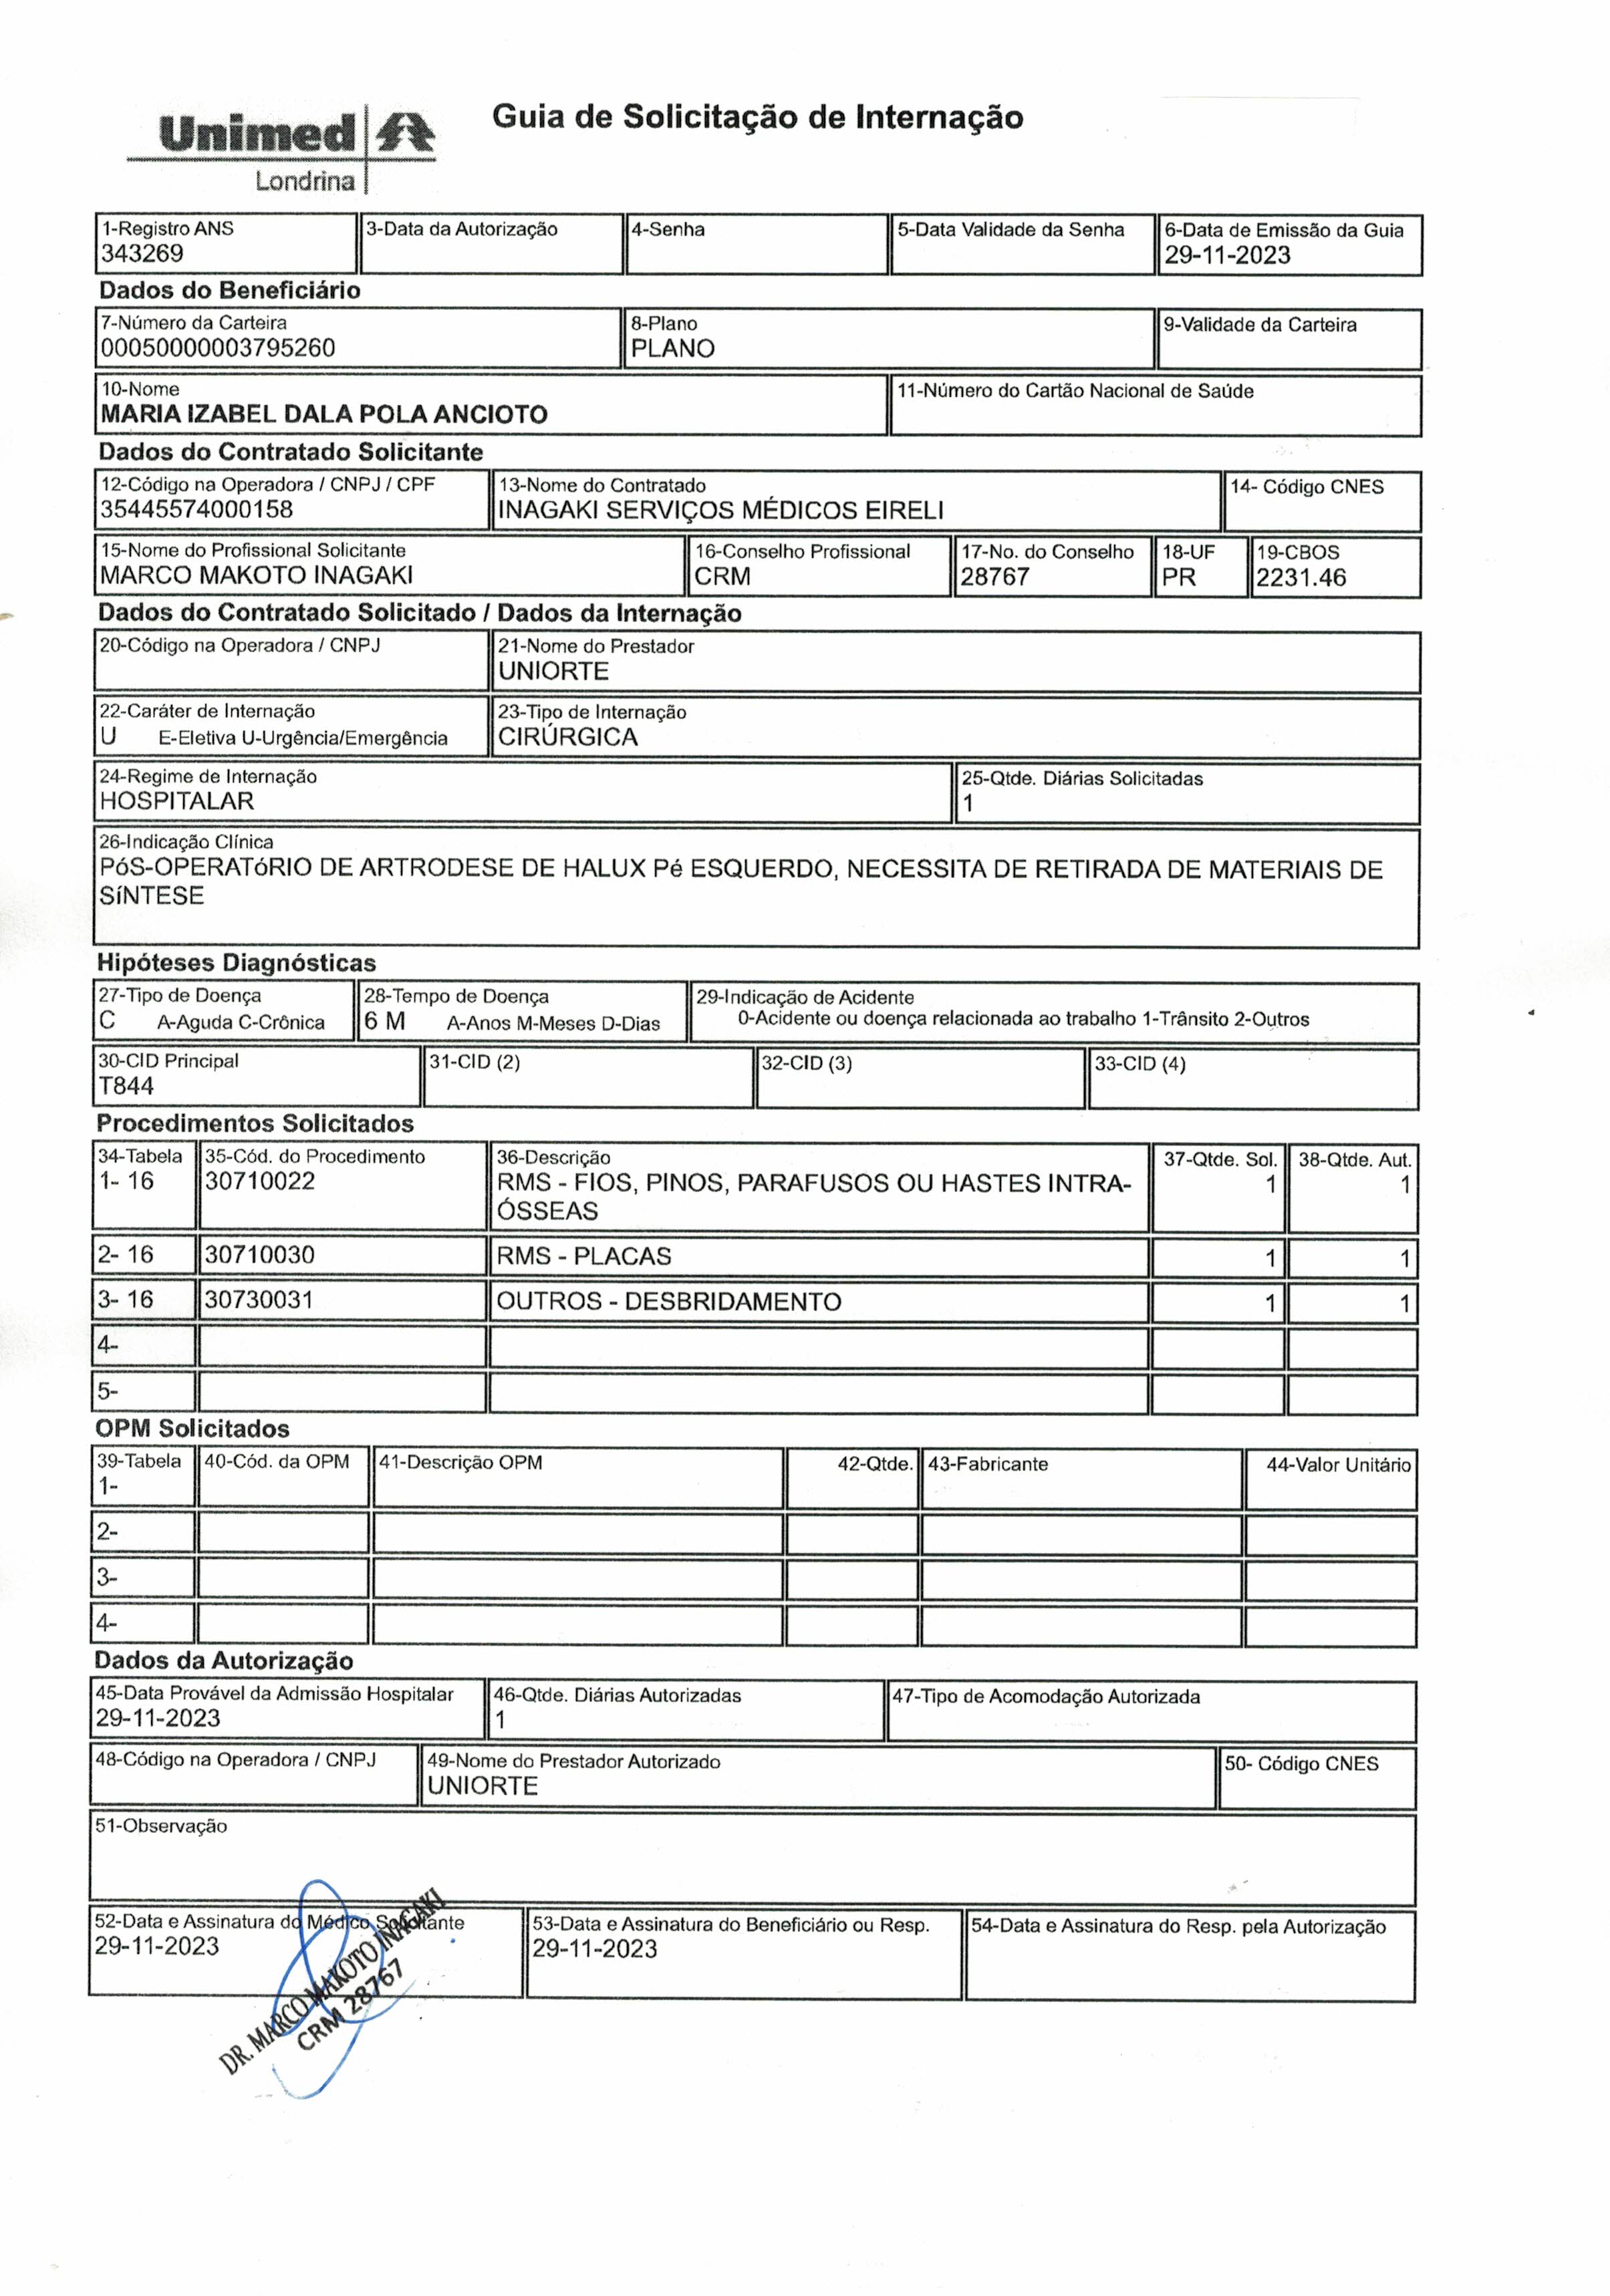 Unimed
Londrina
Guia de Solicitação de Internação
1-Registro ANS
343269
3-Data da Autorização
4-Senha
5-Data Validade da Senha
6-Data de Emissão da Guia
29-11-2023
Dados do Beneficiário
7-Número da Carteira
00050000003795260
8-Plano
PLANO
9-Validade da Carteira
10-Nome
MARIA IZABEL DALA POLA ANCIOTO
11-Número do Cartão Nacional de Saúde
Dados do Contratado Solicitante
12-Código na Operadora / CNPJ / CPF
35445574000158
13-Nome do Contratado
INAGAKI SERVIÇOS MÉDICOS EIRELI
14- Código CNES
15-Nome do Profissional Solicitante
MARCO MAKOTO INAGAKI
16-Conselho Profissional
CRM
17-No. do Conselho
28767
18-UF
PR
19-CBOS
2231.46
Dados do Contratado Solicitado / Dados da Internação
20-Código na Operadora / CNPJ
21-Nome do Prestador
UNIORTE
22-Caráter de Internação
U E-Eletiva U-Urgência/Emergência
23-Tipo de Internação
CIRÚRGICA
24-Regime de Internação
HOSPITALAR
25-Qtde. Diárias Solicitadas
1
26-Indicação Clínica
PóS-OPERATóRIO DE ARTRODESE DE HALUX Pé ESQUERDO, NECESSITA DE RETIRADA DE MATERIAIS DE
SíNTESE
Hipóteses Diagnósticas
27-Tipo de Doença
C A-Aguda C-Crônica
28-Tempo de Doença
6 M A-Anos M-Meses D-Dias
29-Indicação de Acidente
0-Acidente ou doença relacionada ao trabalho 1-Trânsito 2-Outros
30-CID Principal
T844
31-CID (2)
32-CID (3)
33-CID (4)
Procedimentos Solicitados
34-Tabela 35-Cód. do Procedimento 36-Descrição 37-Qtde. Sol. 38-Qtde. Aut.
1- 16 30710022 RMS - FIOS, PINOS, PARAFUSOS OU HASTES INTRA- 1 1
ÓSSEAS
2- 16 30710030 RMS - PLACAS 1 1
3- 16 30730031 OUTROS - DESBRIDAMENTO 1 1
4-
5-
OPM Solicitados
39-Tabela 40-Cód. da OPM 41-Descrição OPM 42-Qtde. 43-Fabricante 44-Valor Unitário
1-
2-
3-
4-
Dados da Autorização
45-Data Provável da Admissão Hospitalar
29-11-2023
46-Qtde. Diárias Autorizadas
1
47-Tipo de Acomodação Autorizada
48-Código na Operadora / CNPJ
49-Nome do Prestador Autorizado
UNIORTE
50- Código CNES
51-Observação
52-Data e Assinatura do Médico Solicitante
29-11-2023
53-Data e Assinatura do Beneficiário ou Resp.
29-11-2023
54-Data e Assinatura do Resp. pela Autorização
DR. MARCO MAKOTO INAGAKI
CRM 28767